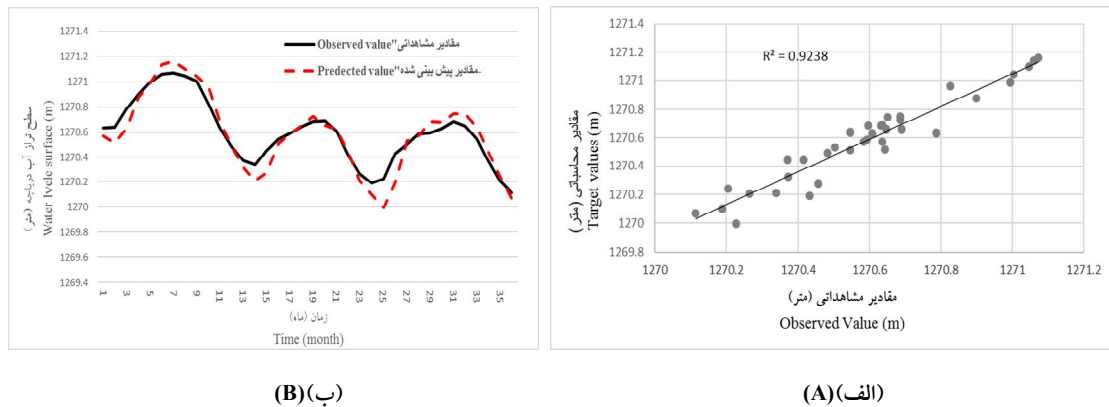 1271.4
1271.2
1271
1270.8
1270.6
1270.4
1270.2
1270
1269.8
1269.6
1269.4
سطح تراز آب دریاچه (متر)
Water lvele surface (m)
Observed value"مقادیر مشاهداتی
Predected value"مقادیر پیش بینی شده
1 3 5 7 9 11 13 15 17 19 21 23 25 27 29 31 33 35
زمان (ماه)
Time (month)
(B)(ب)
1271.4
1271.2
1271
1270.8
1270.6
1270.4
1270.2
1270
1269.8
مقادیر محاسباتی (متر)
Target values (m)
R² = 0.9238
1270 1270.2 1270.4 1270.6 1270.8 1271 1271.2
مقادیر مشاهداتی (متر)
Observed Value (m)
(A)(الف)